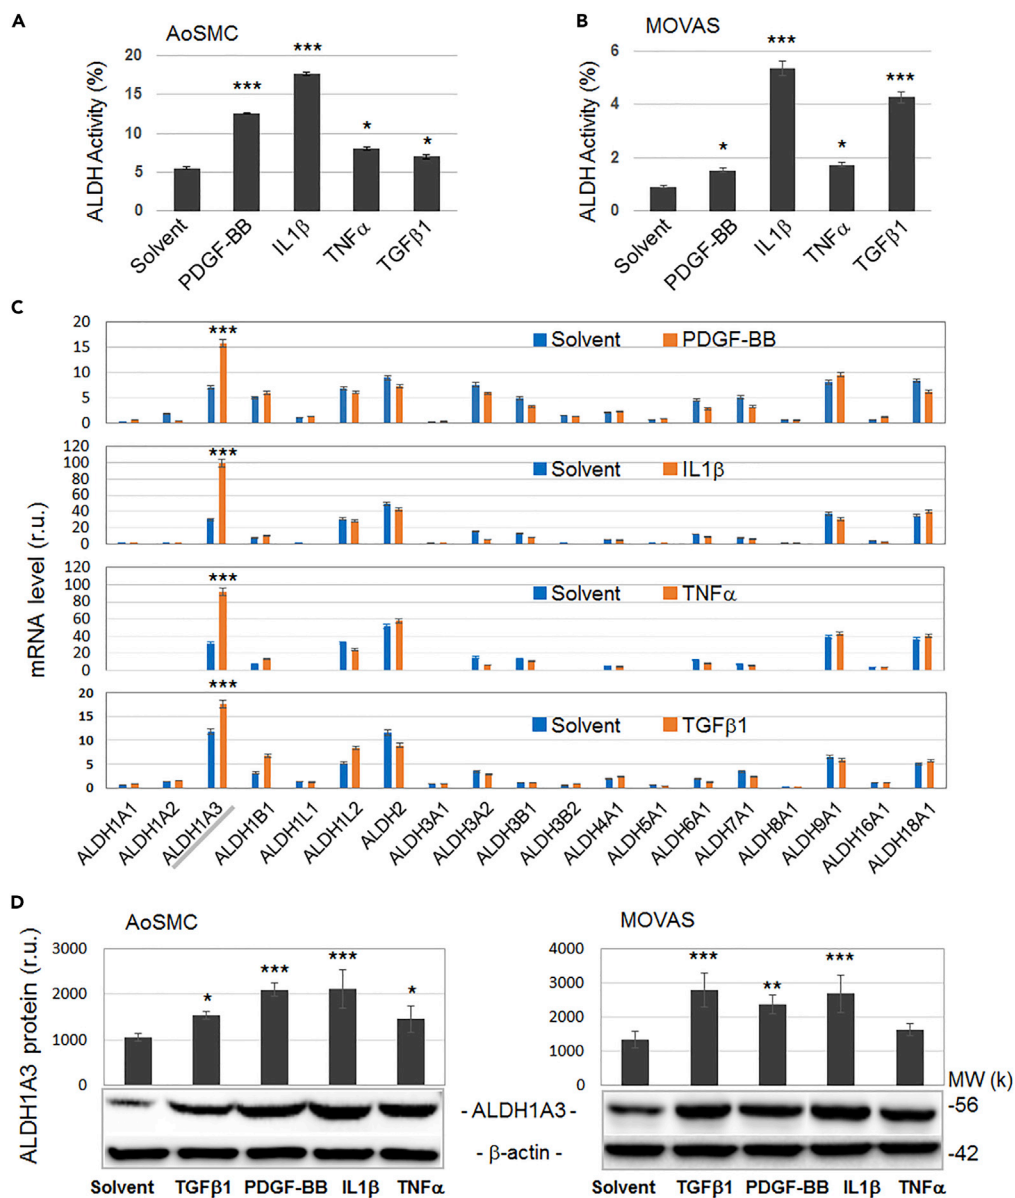 A
AoSMC
***
***
*
*
20
15
10
5
0
ALDH Activity (%)
Solvent
PDGF-BB
IL1β
TNFα
TGFβ1
B
MOVAS
***
***
*
*
6
4
2
0
ALDH Activity (%)
Solvent
PDGF-BB
IL1β
TNFα
TGFβ1
C
mRNA level (r.u.)
20
15
10
5
0
***
Solvent PDGF-BB
120
100
80
60
40
20
0
***
Solvent IL1β
120
100
80
60
40
20
0
***
Solvent TNFα
20
15
10
5
0
***
Solvent TGFβ1
ALDH1A1
ALDH1A2
ALDH1A3
ALDH1B1
ALDH1L1
ALDH1L2
ALDH2
ALDH3A1
ALDH3A2
ALDH3B1
ALDH3B2
ALDH4A1
ALDH5A1
ALDH6A1
ALDH7A1
ALDH8A1
ALDH9A1
ALDH16A1
ALDH18A1
D
AoSMC
ALDH1A3 protein (r.u.)
3000
2000
1000
0
*
***
***
*
MOVAS
4000
3000
2000
1000
0
***
**
***
MW (k)
- ALDH1A3 -
-56
- β-actin -
-42
Solvent TGFβ1 PDGF-BB IL1β TNFα
Solvent TGFβ1 PDGF-BB IL1β TNFα